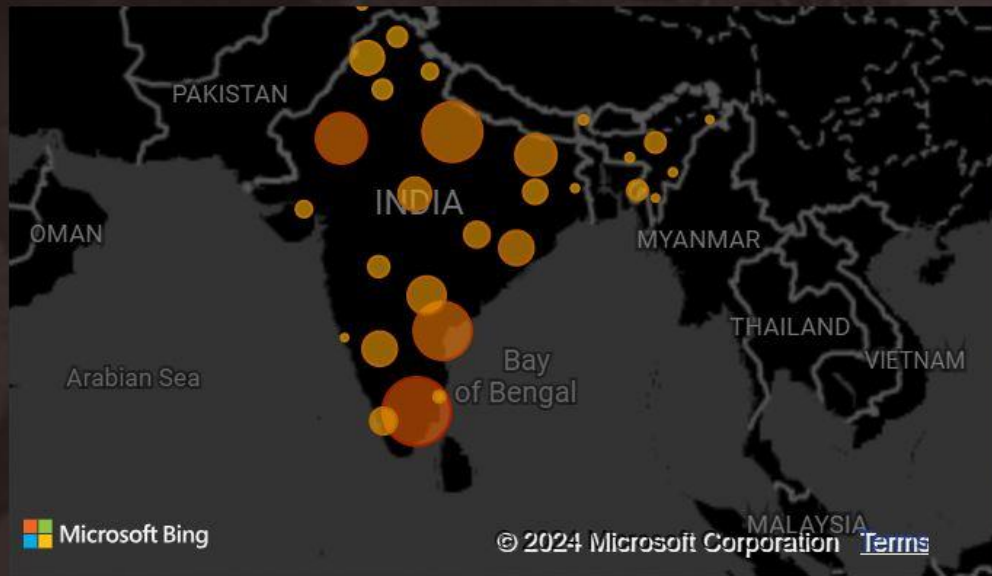 PAKISTAN
INDIA
OMAN
MYANMAR
THAILAND
VIETNAM
Arabian Sea
Bay
of Bengal
MALAYSIA
Microsoft Bing
© 2024 Microsoft Corporation Terms